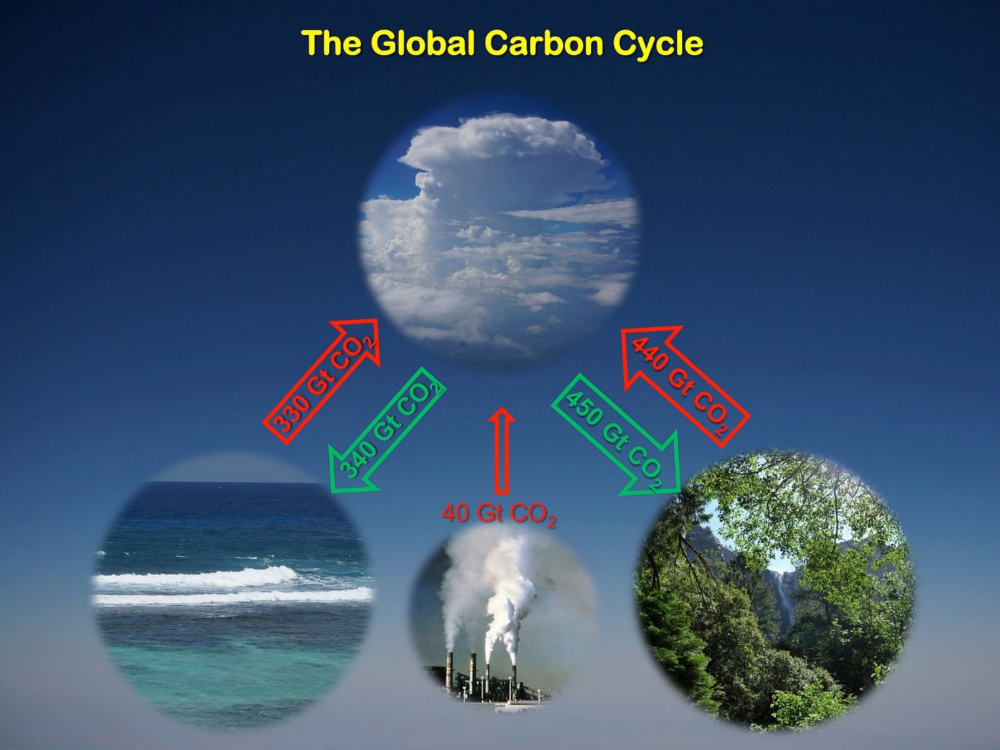 The Global Carbon Cycle
330 Gt CO₂
340 Gt CO₂
450 Gt CO₂
440 Gt CO₂
40 Gt CO₂